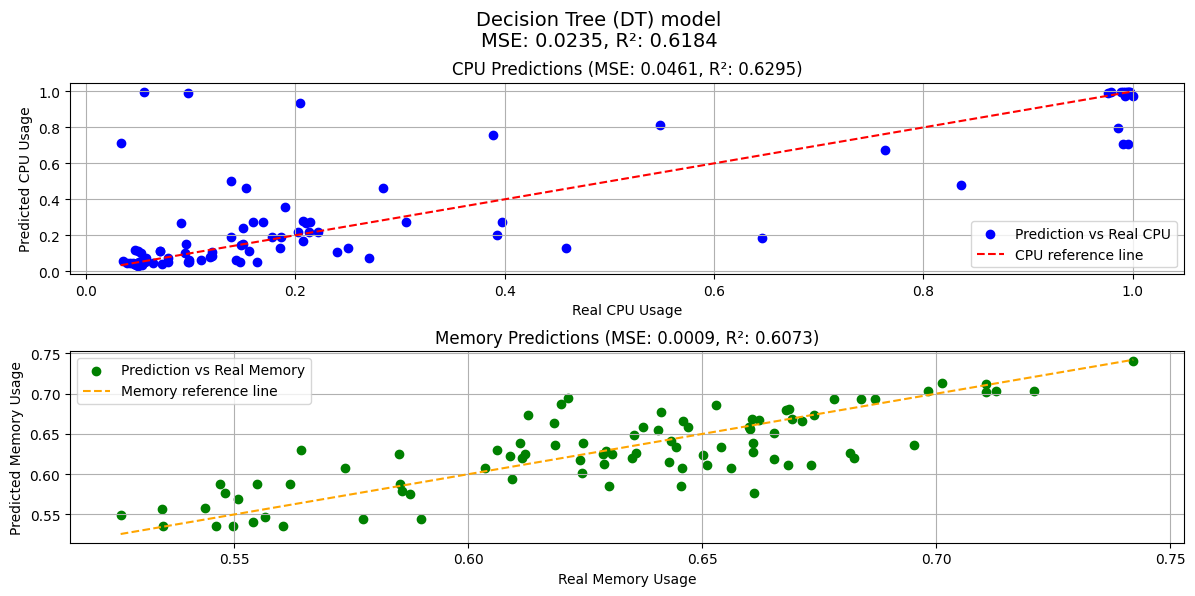 Decision Tree (DT) model
MSE: 0.0235, R²: 0.6184
CPU Predictions (MSE: 0.0461, R²: 0.6295)
Predicted CPU Usage
1.0
0.8
0.6
0.4
0.2
0.0
Prediction vs Real CPU
CPU reference line
0.0 0.2 0.4 0.6 0.8 1.0
Real CPU Usage
Memory Predictions (MSE: 0.0009, R²: 0.6073)
Predicted Memory Usage
0.75
0.70
0.65
0.60
0.55
Prediction vs Real Memory
Memory reference line
0.55 0.60 0.65 0.70 0.75
Real Memory Usage